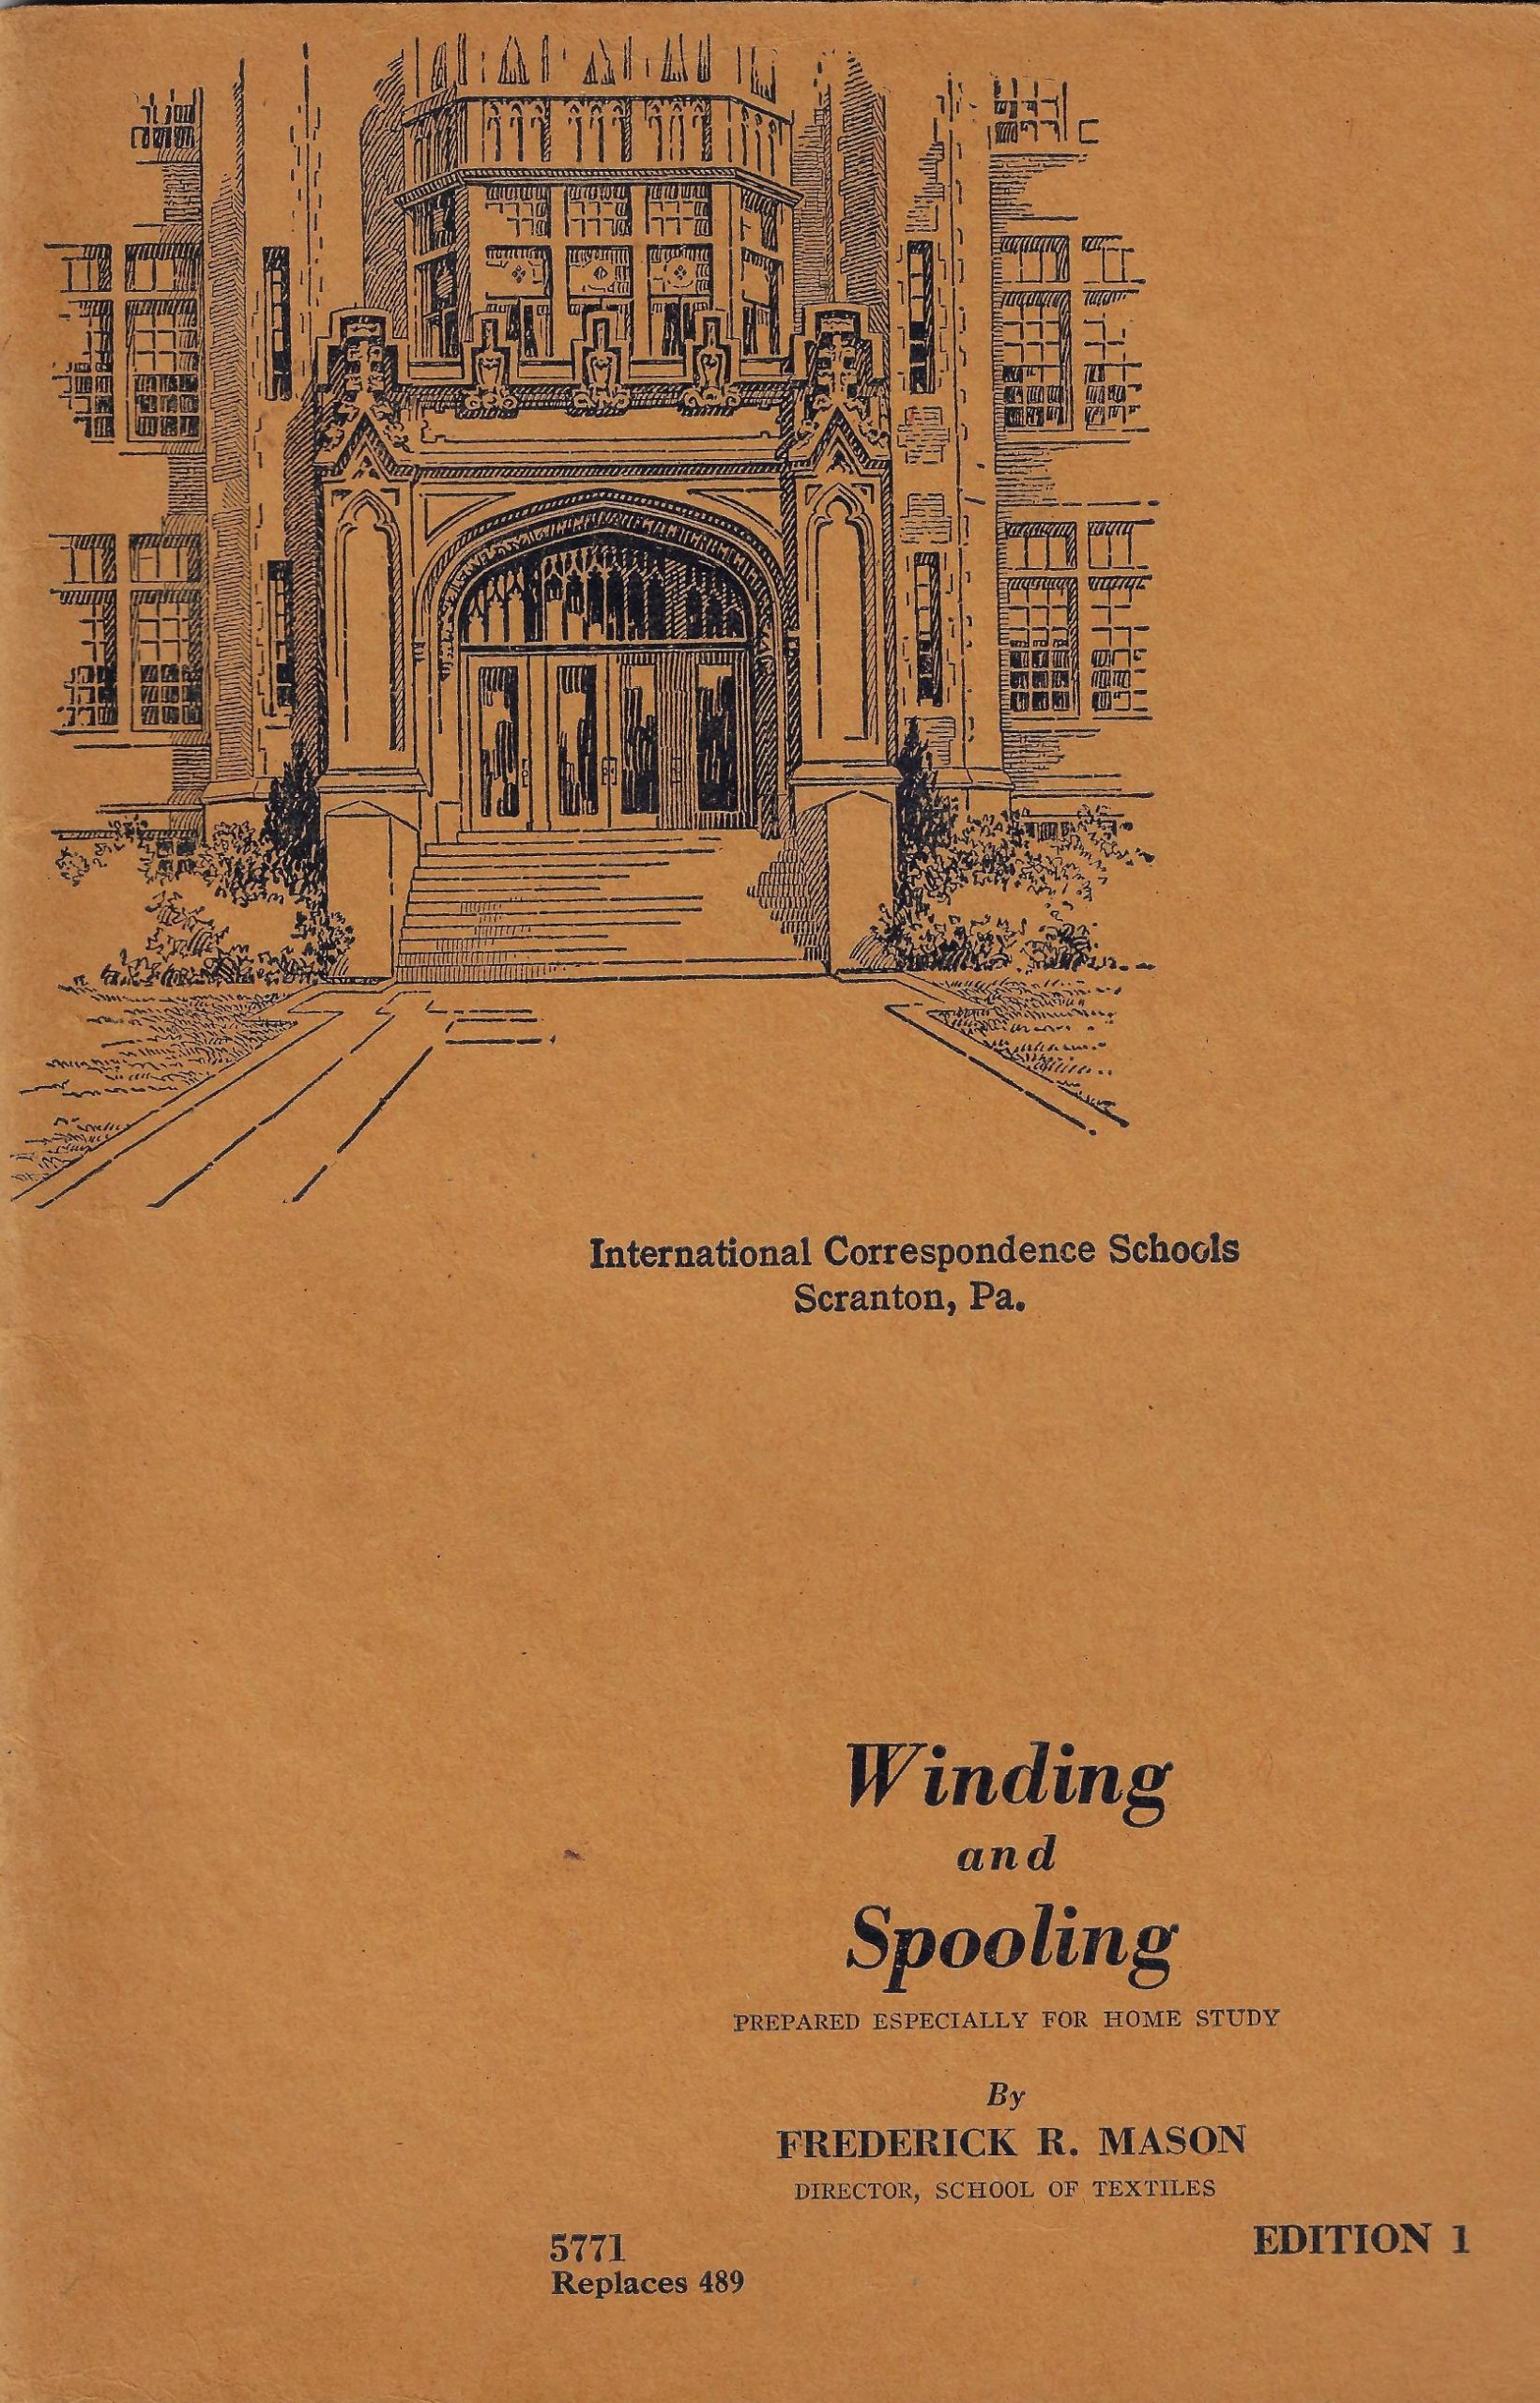 International Correspondence Schools
Scranton, Pa.
Winding
and
Spooling
PREPARED ESPECIALLY FOR HOME STUDY
By
FREDERICK R. MASON
DIRECTOR, SCHOOL OF TEXTILES
5771
Replaces 489
EDITION 1